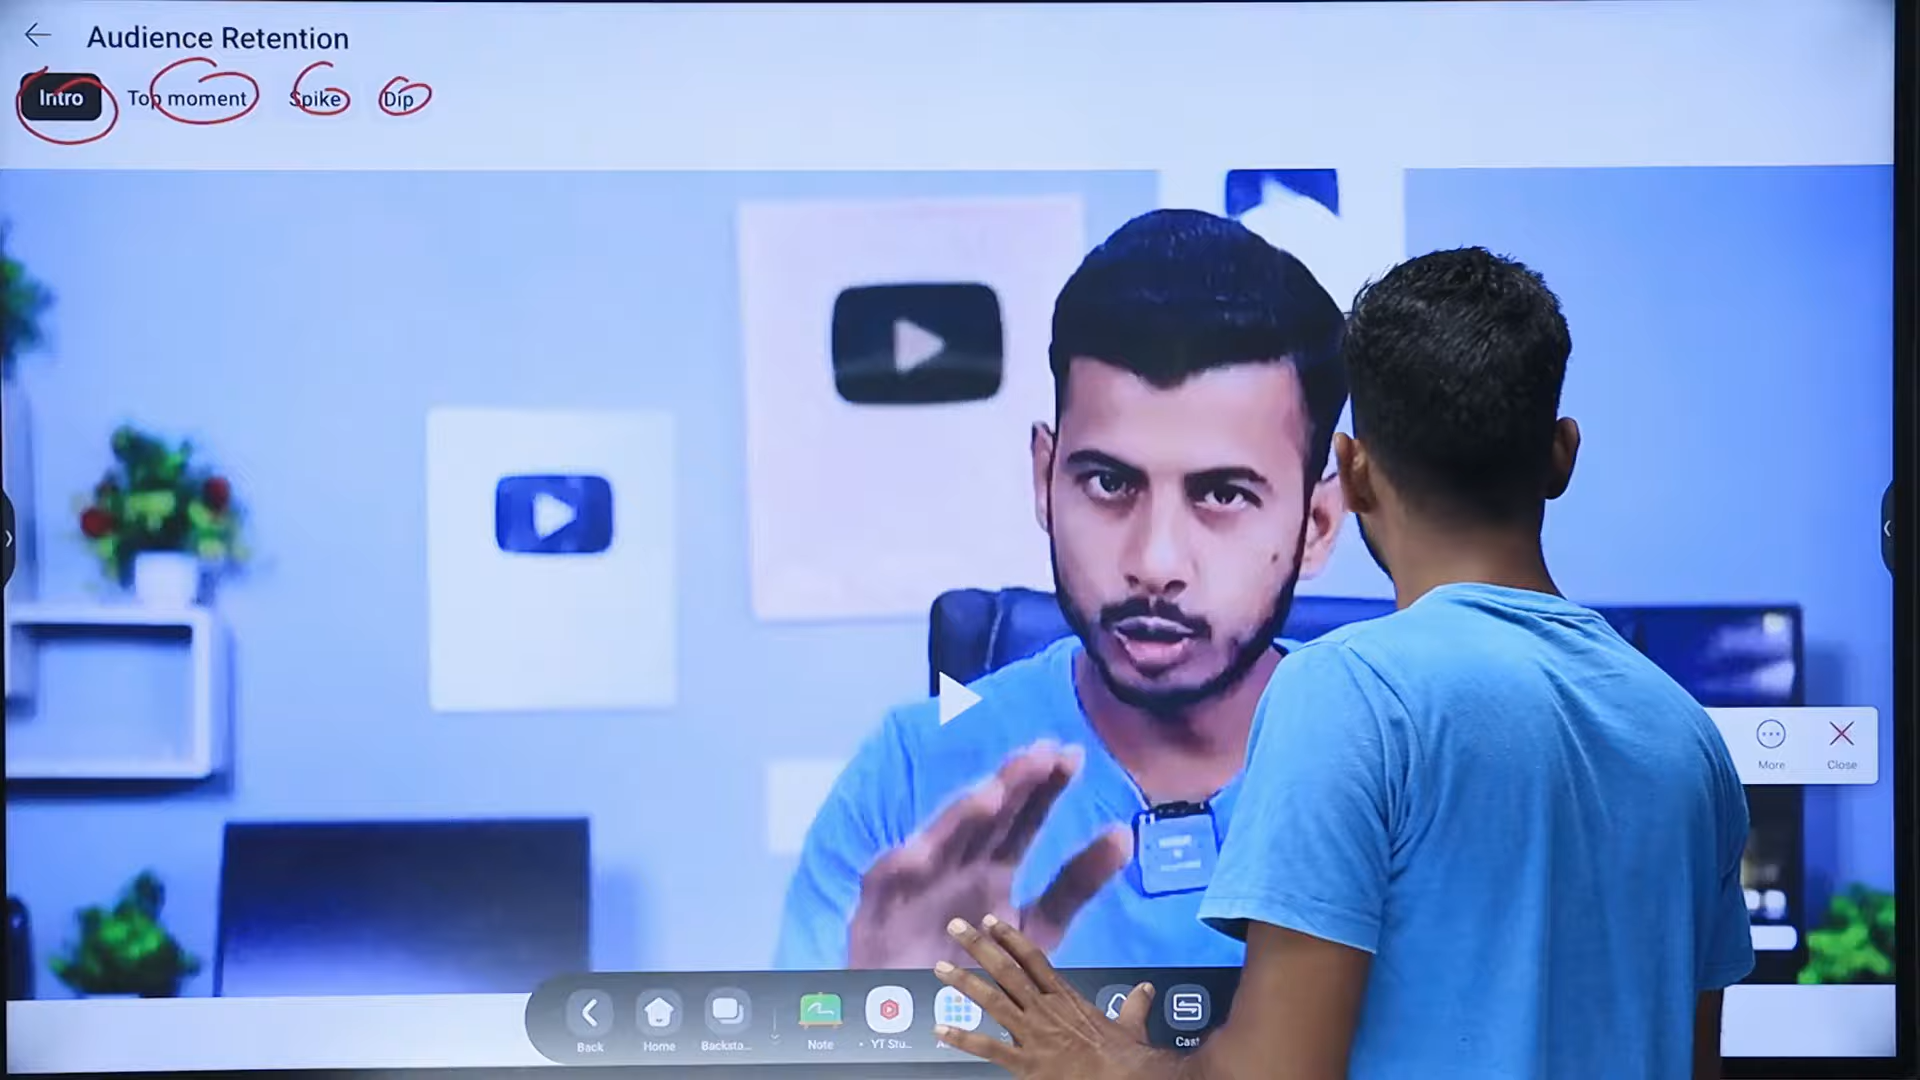 Audience Retention
Intro Top moment Spike Dip
More Close
Back Home Backsta... Note YT Stu... Cast